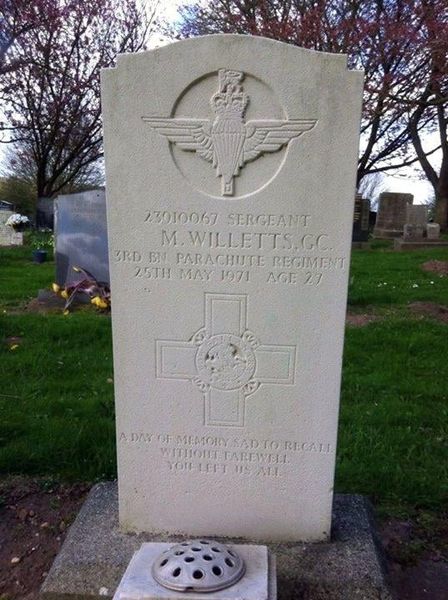 23010067 SERGEANT
M. WILLETTS, GC.
3RD BN PARACHUTE REGIMENT
25TH MAY 1971 AGE 27
A DAY OF MEMORY SAD TO RECALL
WITHOUT FAREWELL
YOU LEFT US ALL